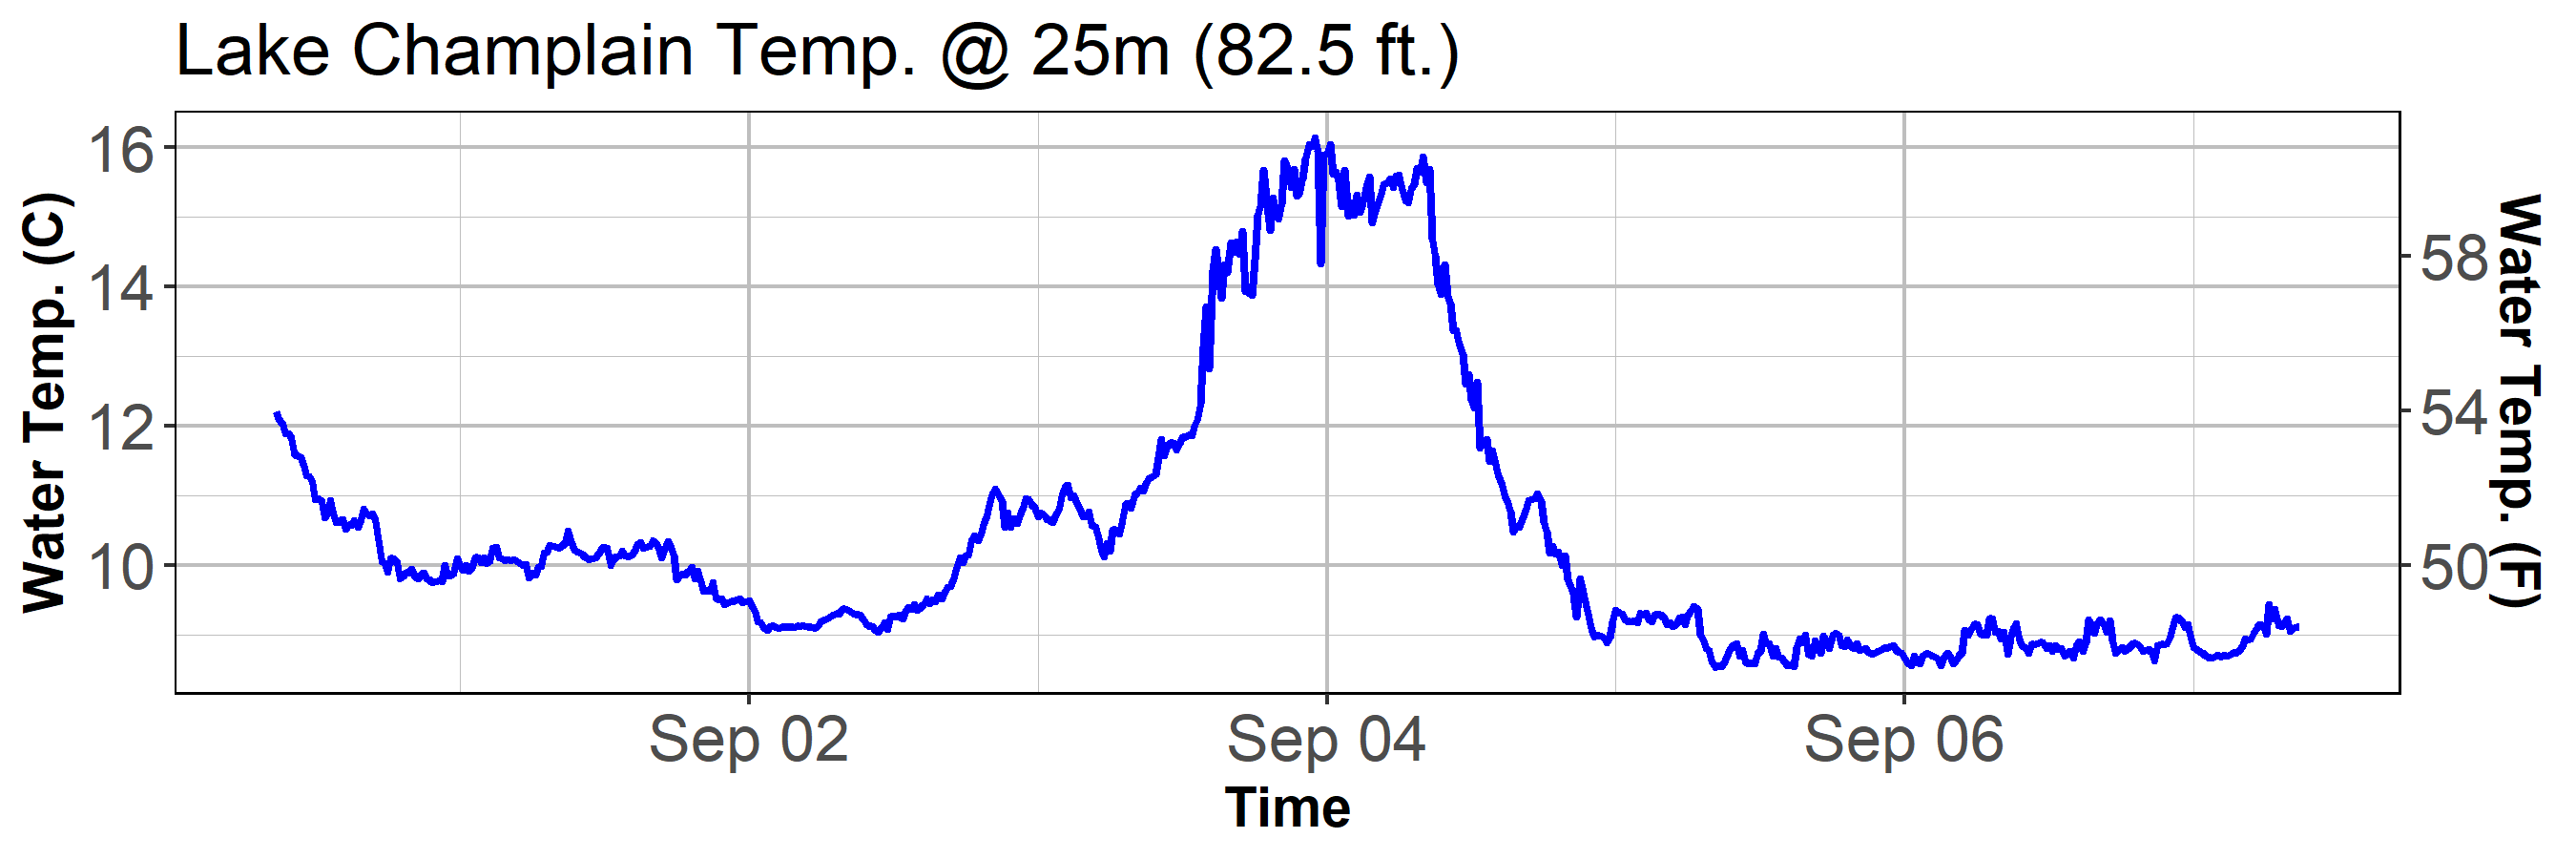 Lake Champlain Temp. @ 25m (82.5 ft.)
Water Temp. (C)
16
14
12
10
58
54
50
Water Temp. (F)
Sep 02
Sep 04
Sep 06
Time